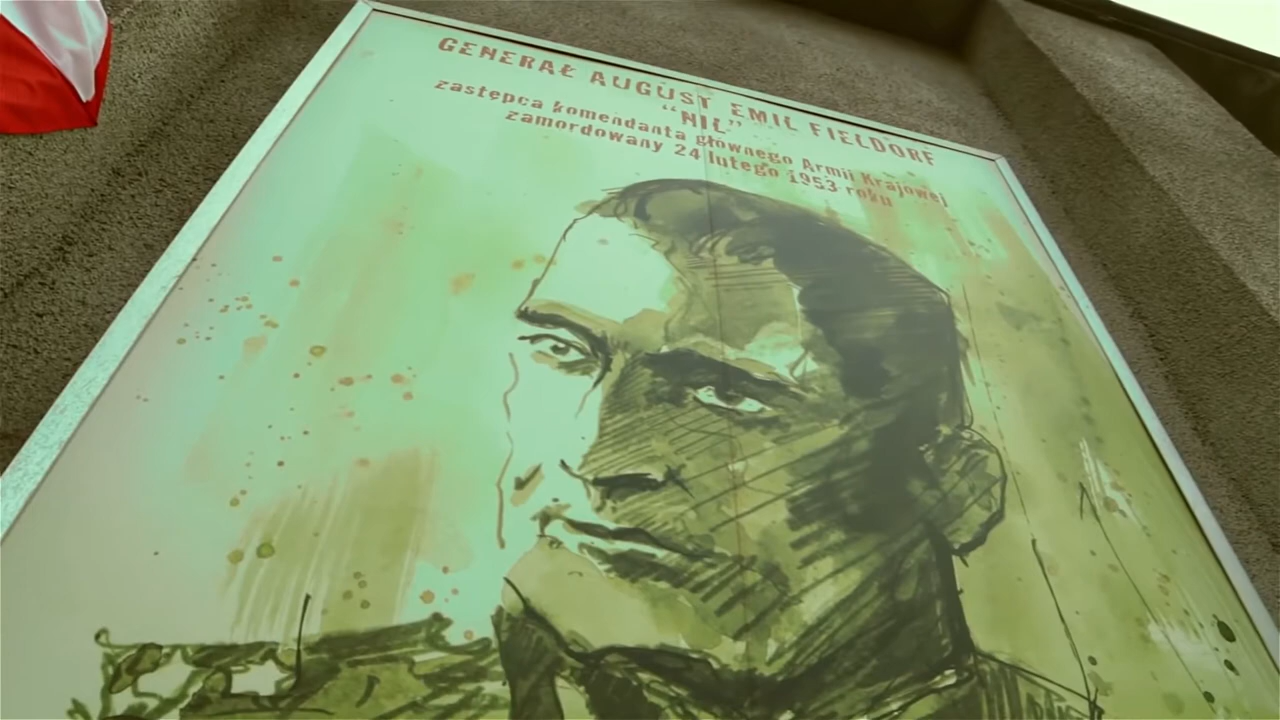 GENERAŁ AUGUST EMIL FIELDORF
“NIL”
zastępca komendanta głównego Armii Krajowej
zamordowany 24 lutego 1953 roku